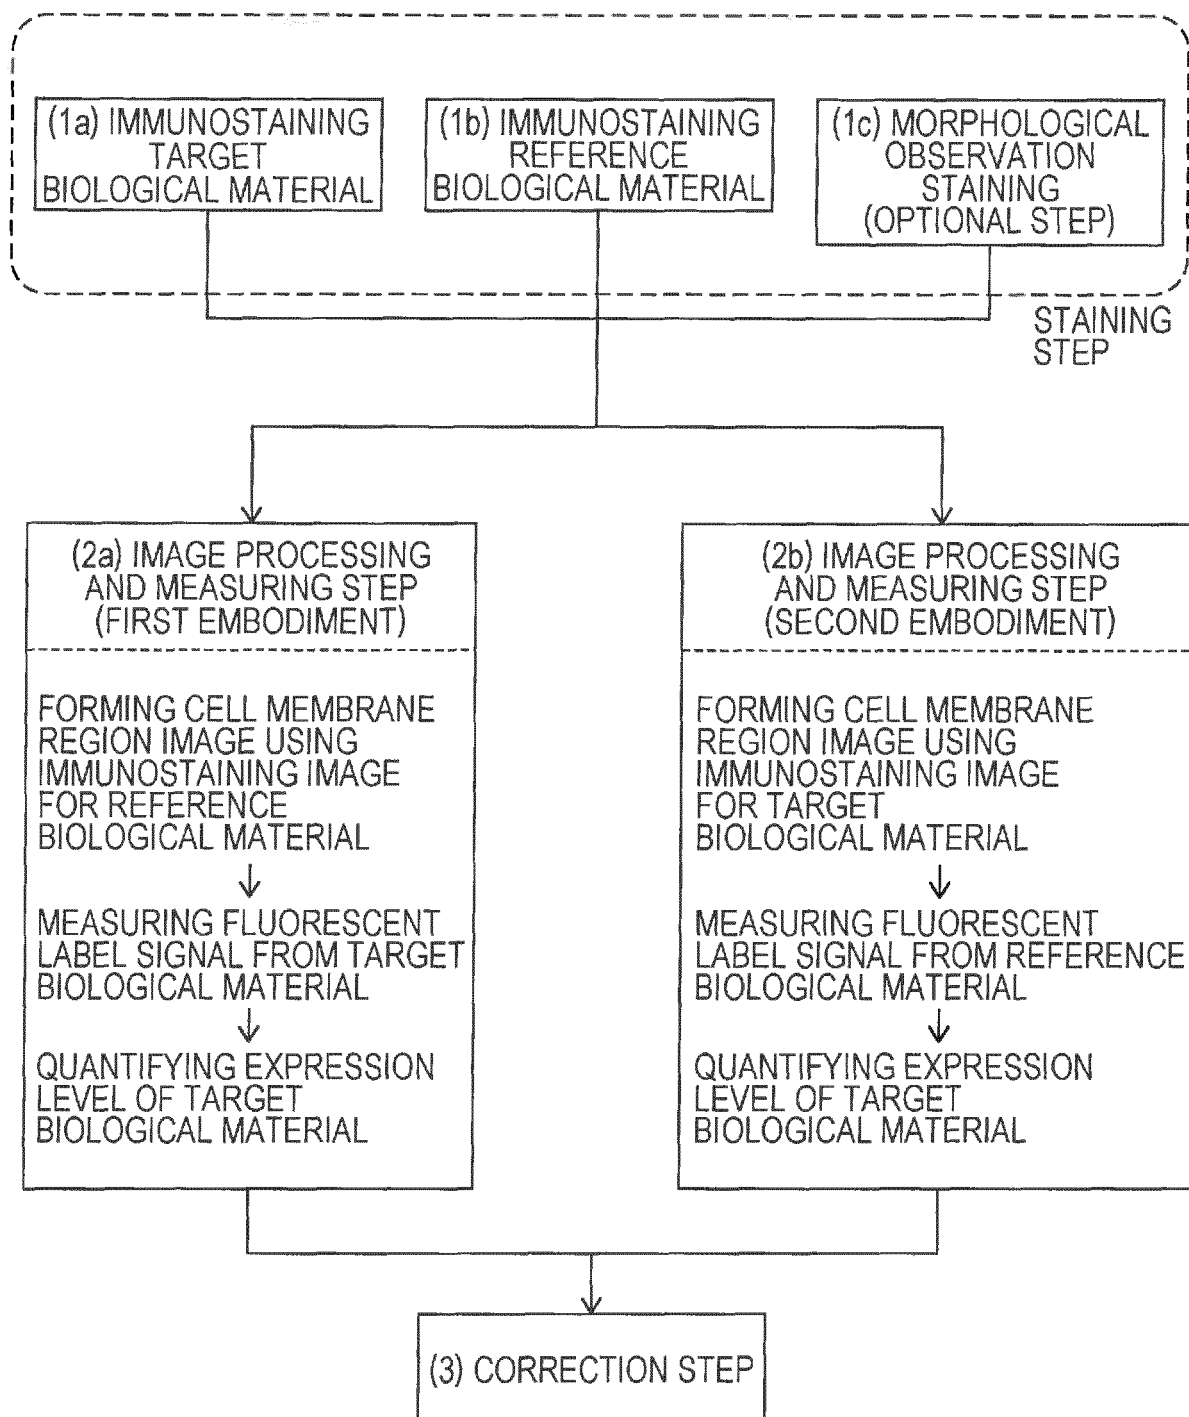 (1a) IMMUNOSTAINING
TARGET
BIOLOGICAL MATERIAL
(1b) IMMUNOSTAINING
REFERENCE
BIOLOGICAL MATERIAL
(1c) MORPHOLOGICAL
OBSERVATION
STAINING
(OPTIONAL STEP)
STAINING
STEP
(2a) IMAGE PROCESSING
AND MEASURING STEP
(FIRST EMBODIMENT)
FORMING CELL MEMBRANE
REGION IMAGE USING
IMMUNOSTAINING IMAGE
FOR REFERENCE
BIOLOGICAL MATERIAL
MEASURING FLUORESCENT
LABEL SIGNAL FROM TARGET
BIOLOGICAL MATERIAL
QUANTIFYING EXPRESSION
LEVEL OF TARGET
BIOLOGICAL MATERIAL
(2b) IMAGE PROCESSING
AND MEASURING STEP
(SECOND EMBODIMENT)
FORMING CELL MEMBRANE
REGION IMAGE USING
IMMUNOSTAINING IMAGE
FOR TARGET
BIOLOGICAL MATERIAL
MEASURING FLUORESCENT
LABEL SIGNAL FROM REFERENCE
BIOLOGICAL MATERIAL
QUANTIFYING EXPRESSION
LEVEL OF TARGET
BIOLOGICAL MATERIAL
(3) CORRECTION STEP